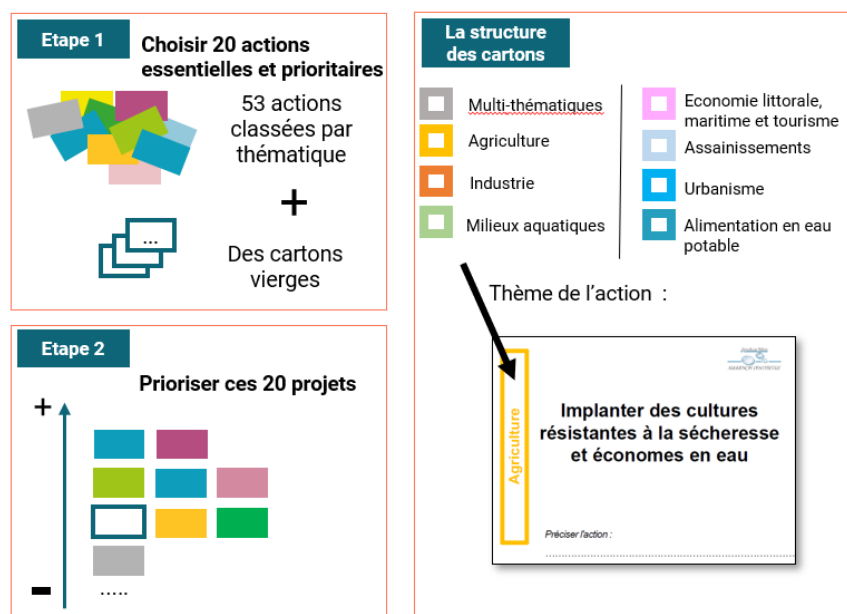 Etape 1
Choisir 20 actions
essentielles et prioritaires
53 actions
classées par
thématique
+
...
Des cartons
vierges
Etape 2
Prioriser ces 20 projets
+
-
.....
La structure
des cartons
Multi-thématiques
Agriculture
Industrie
Milieux aquatiques
Economie littorale,
maritime et tourisme
Assainissements
Urbanisme
Alimentation en eau
potable
Thème de l'action :
Agriculture
Implanter des cultures
résistantes à la sécheresse
et économes en eau
Préciser l'action :